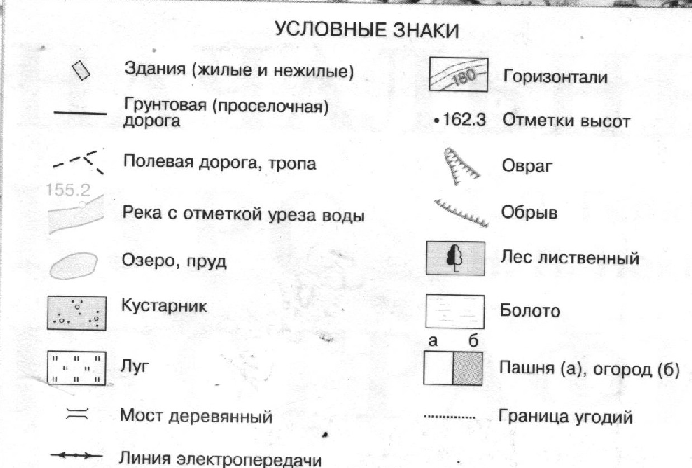 УСЛОВНЫЕ ЗНАКИ
Здания (жилые и нежилые)
Грунтовая (проселочная)
дорога
Полевая дорога, тропа
155.2
Река с отметкой уреза воды
Озеро, пруд
Кустарник
Луг
Мост деревянный
Линия электропередачи
180
Горизонтали
•162.3 Отметки высот
Овраг
Обрыв
Лес лиственный
Болото
а б
Пашня (а), огород (б)
Граница угодий